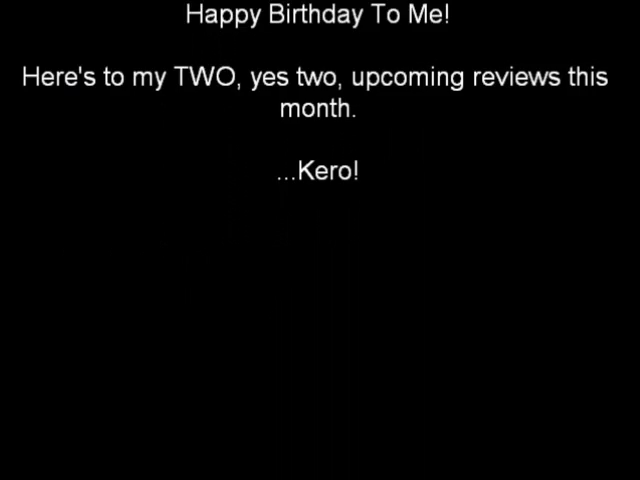 Happy Birthday To Me!
Here's to my TWO, yes two, upcoming reviews this
month.
...Kero!